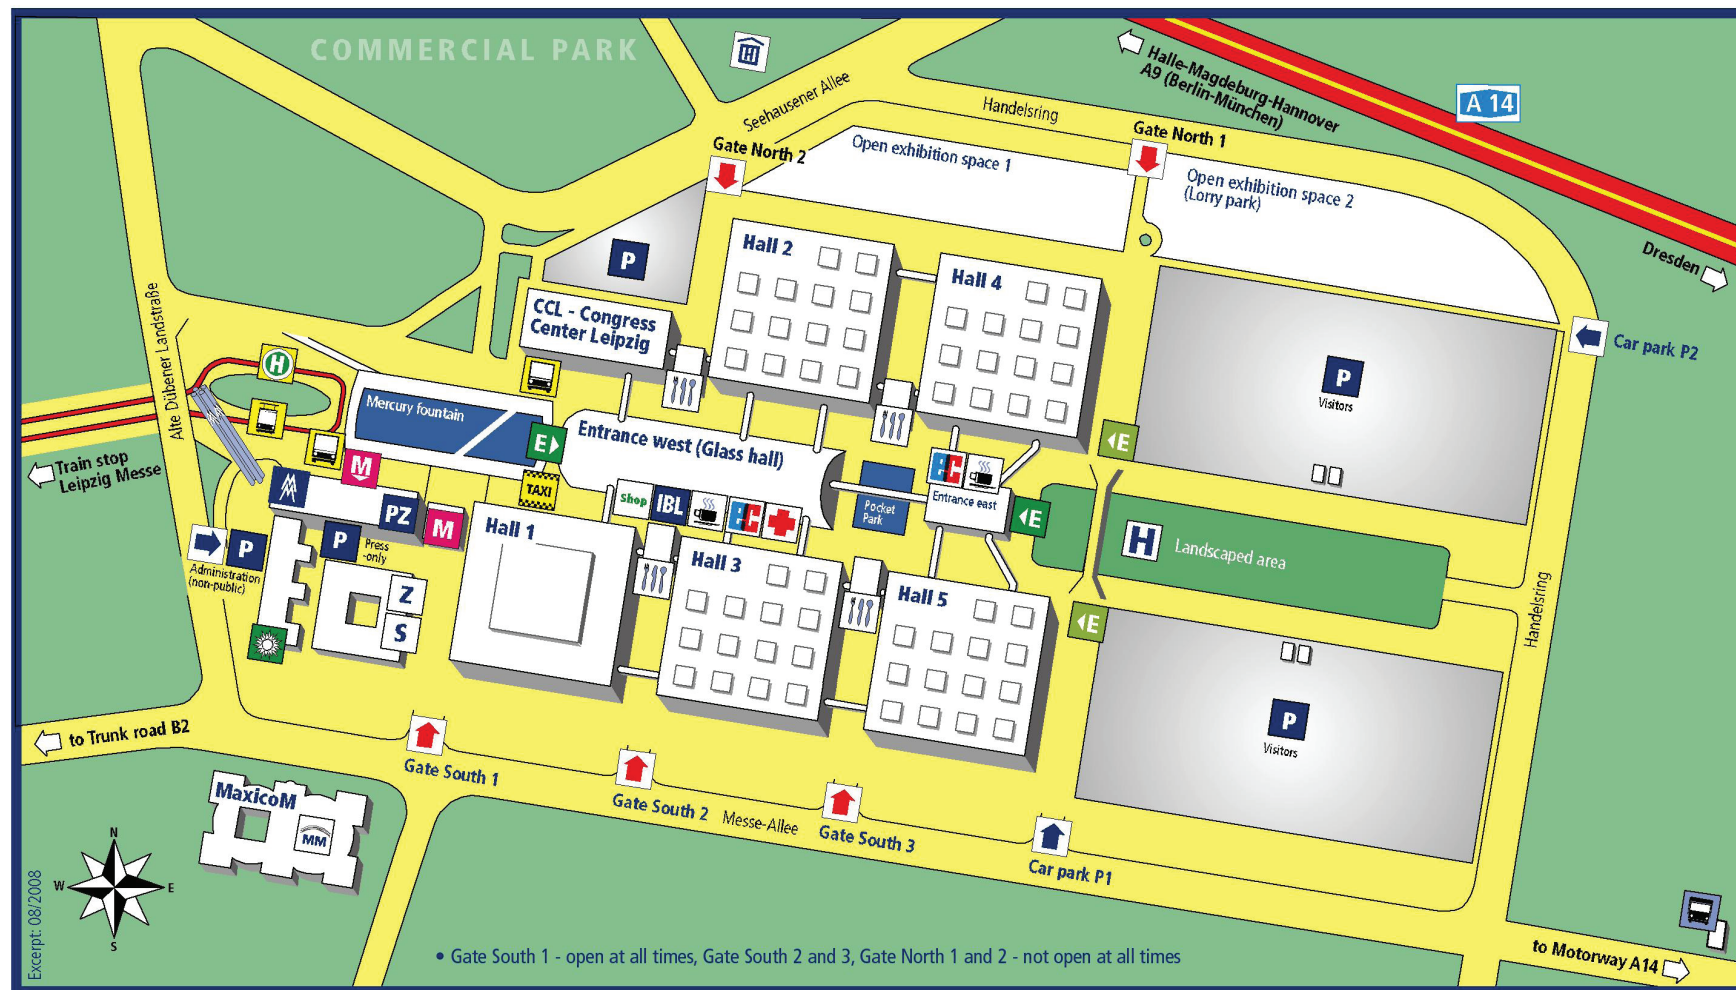 COMMERCIAL PARK
H
Seehausener Allee
Handelsring
Halle-Magdeburg-Hannover
A9 (Berlin-München)
A 14
Dresden
Gate North 2
Gate North 1
Open exhibition space 1
Open exhibition space 2
(Lorry park)
P
Hall 2
Hall 4
CCL - Congress
Center Leipzig
P
Visitors
Car park P2
Alte Dübener Landstraße
H
Mercury fountain
E
Entrance west (Glass hall)
E
Train stop
Leipzig Messe
M
TAXI
Shop
IBL
EC
EC
Entrance east
Pocket
Park
E
H
Landscaped area
PZ
M
P
P
Press
-only
Administration
(non-public)
Z
S
Hall 1
Hall 3
Hall 5
E
P
Visitors
Handelsring
to Trunk road B2
Gate South 1
Gate South 2
Messe-Allee
Gate South 3
Car park P1
MaxicoM
MM
N
W
E
S
Excerpt: 08/2008
• Gate South 1 - open at all times, Gate South 2 and 3, Gate North 1 and 2 - not open at all times
to Motorway A14